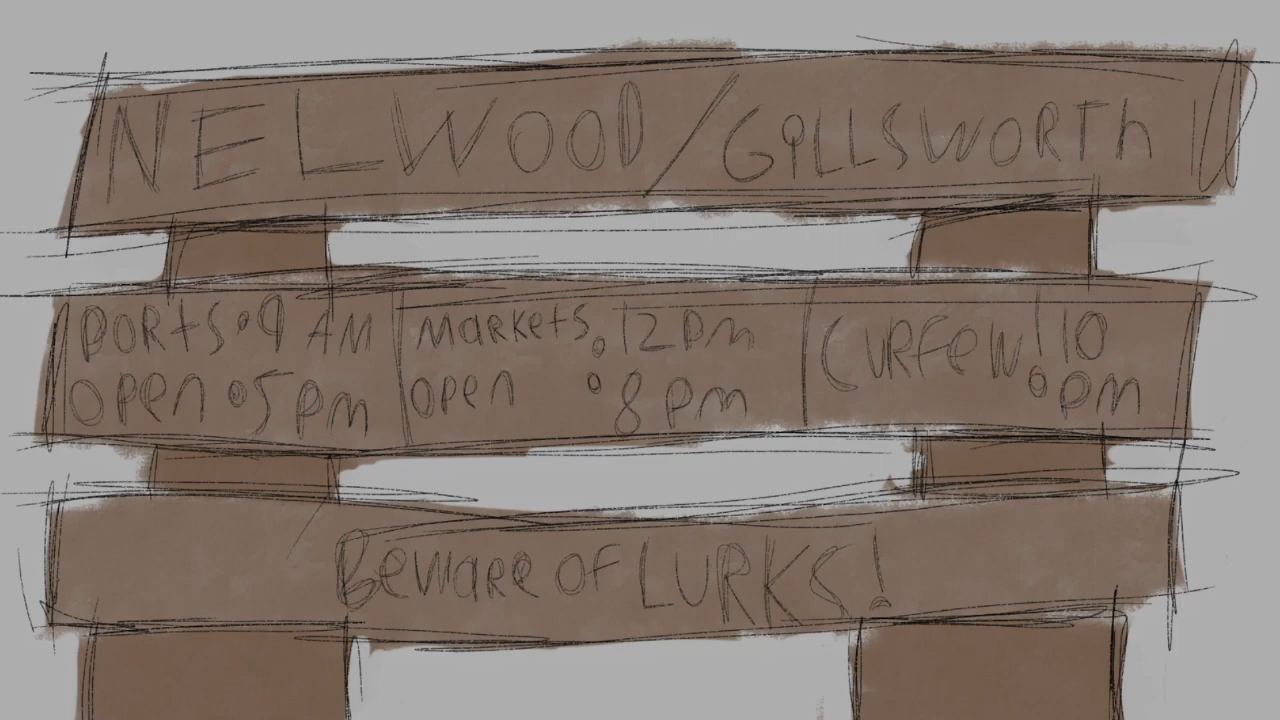 NELWOOD/GiLLSWORTh
PORtS: 9 AM
OPen : 5 pm
MARKetS: 12 pm
OPen : 8 pm
CURFeW: 10 pm
BeWARe OF LURKS!